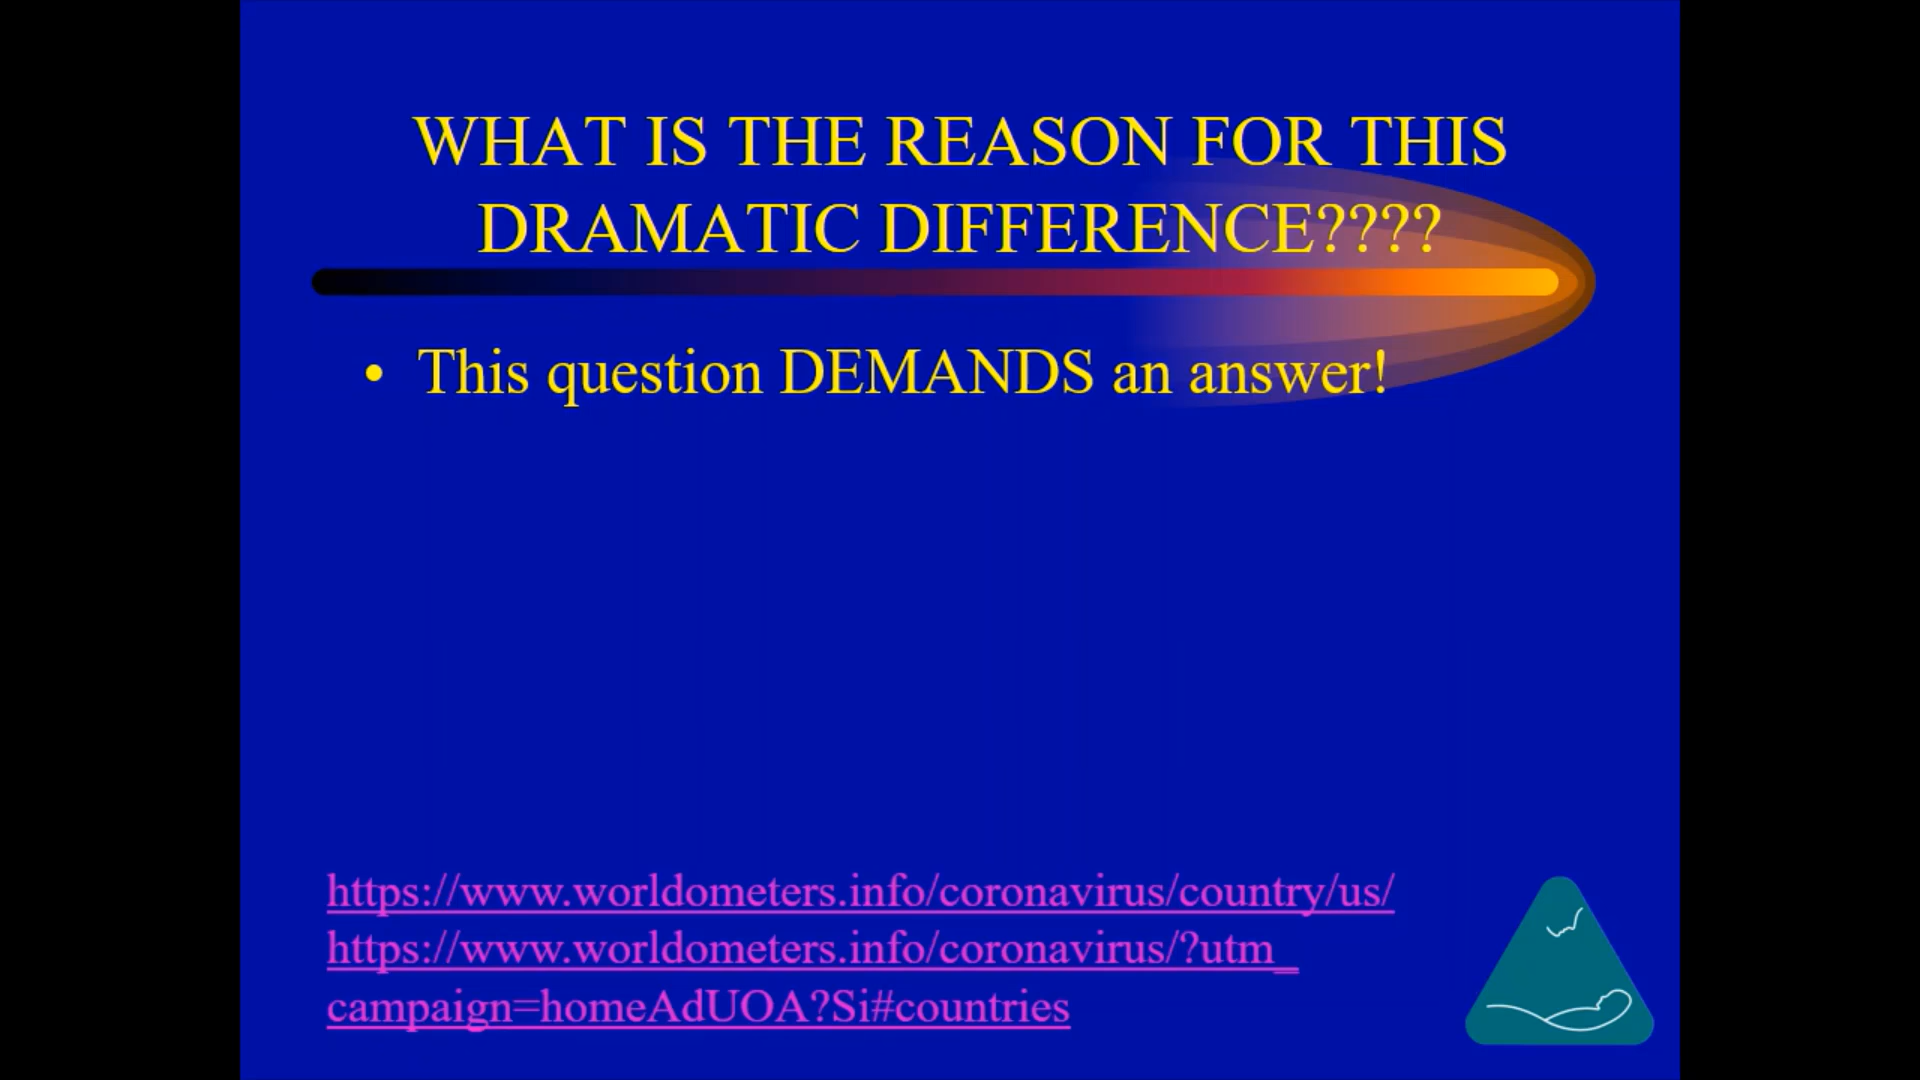 WHAT IS THE REASON FOR THIS
DRAMATIC DIFFERENCE????
• This question DEMANDS an answer!
https://www.worldometers.info/coronavirus/country/us/
https://www.worldometers.info/coronavirus/?utm_
campaign=homeAdUOA?Si#countries